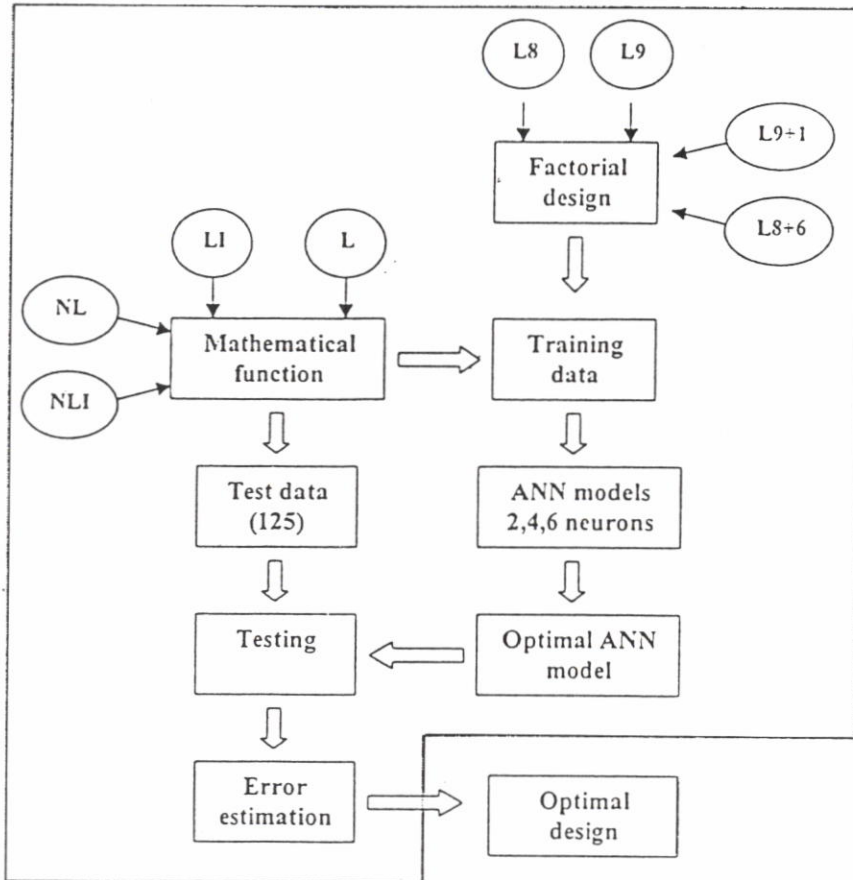 L8
L9
L9+1
Factorial
design
L8+6
LI
L
NL
Mathematical
function
Training
data
NLI
Test data
(125)
ANN models
2,4,6 neurons
Testing
Optimal ANN
model
Error
estimation
Optimal
design